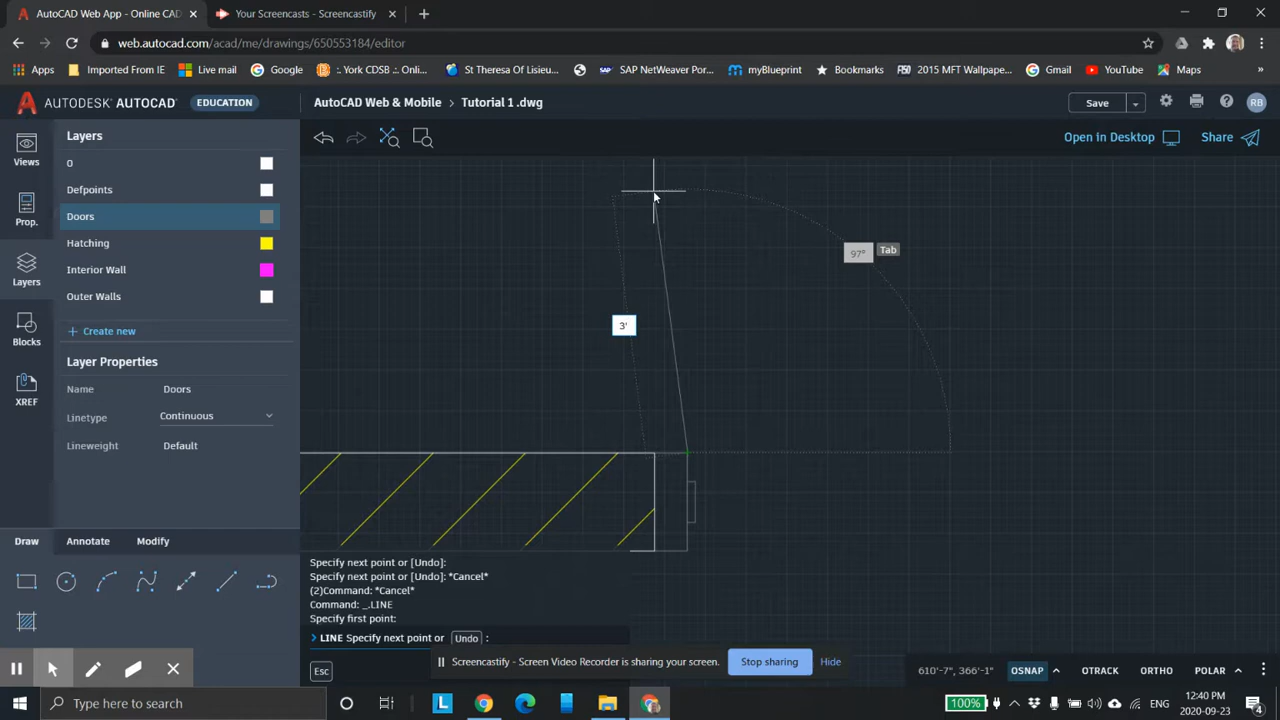 AutoCAD Web App - Online CAD
Your Screencasts - Screencastify
web.autocad.com/acad/me/drawings/650553184/editor
Apps
Imported From IE
Live mail
Google
: York CDSB :. Onli...
St Theresa Of Lisieu...
SAP NetWeaver Por...
myBlueprint
Bookmarks
2015 MFT Wallpape...
Gmail
YouTube
Maps
»
AUTODESK® AUTOCAD®
EDUCATION
AutoCAD Web & Mobile > Tutorial 1 .dwg
Save
RB
Views
Prop.
Layers
Blocks
XREF
Layers
0
Defpoints
Doors
Hatching
Interior Wall
Outer Walls
+ Create new
Layer Properties
Name Doors
Linetype Continuous
Lineweight Default
Draw Annotate Modify
Open in Desktop
Share
97°
Tab
3'
Specify next point or [Undo]:
Specify next point or [Undo]: *Cancel*
(2)Command: *Cancel*
Command: _.LINE
Specify first point:
> LINE Specify next point or Undo :
Esc
Screencastify - Screen Video Recorder is sharing your screen.
Stop sharing
Hide
610'-7", 366'-1"
OSNAP
OTRACK
ORTHO
POLAR
Type here to search
L
100%
ENG
12:40 PM
2020-09-23
4